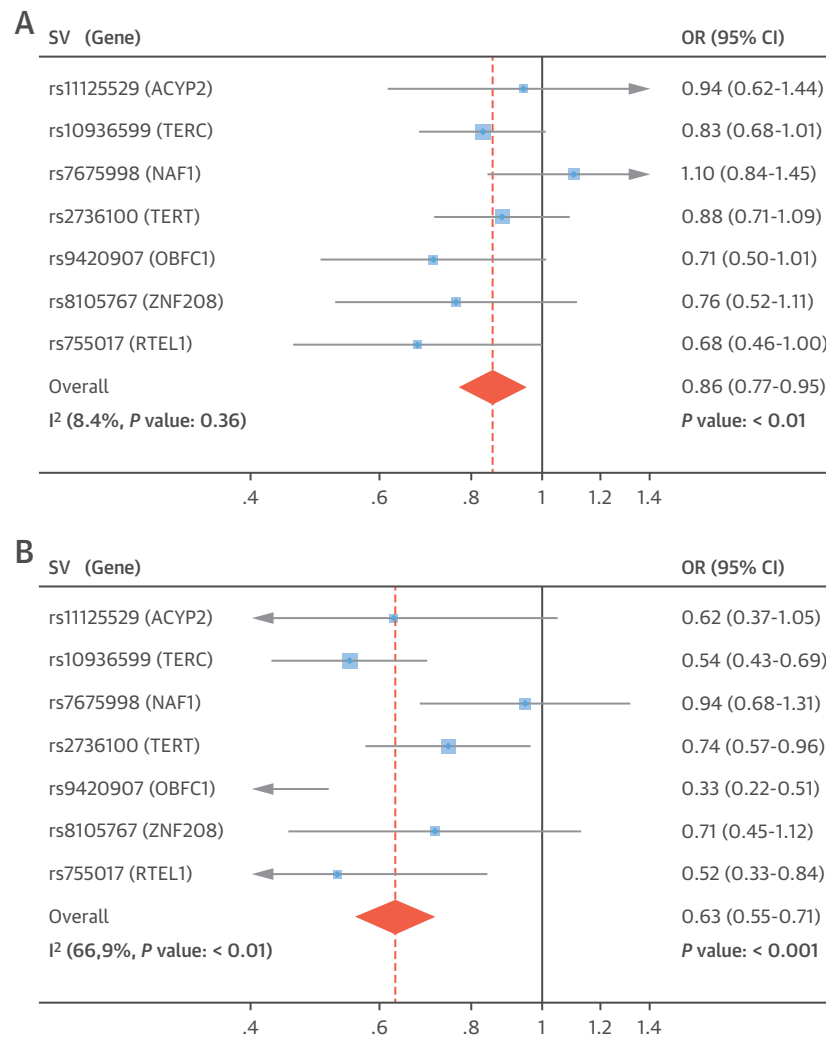 A
SV (Gene) OR (95% CI)
rs11125529 (ACYP2) 0.94 (0.62-1.44)
rs10936599 (TERC) 0.83 (0.68-1.01)
rs7675998 (NAF1) 1.10 (0.84-1.45)
rs2736100 (TERT) 0.88 (0.71-1.09)
rs9420907 (OBFC1) 0.71 (0.50-1.01)
rs8105767 (ZNF208) 0.76 (0.52-1.11)
rs755017 (RTEL1) 0.68 (0.46-1.00)
Overall 0.86 (0.77-0.95)
I² (8.4%, P value: 0.36) P value: < 0.01
.4 .6 .8 1 1.2 1.4
B
SV (Gene) OR (95% CI)
rs11125529 (ACYP2) 0.62 (0.37-1.05)
rs10936599 (TERC) 0.54 (0.43-0.69)
rs7675998 (NAF1) 0.94 (0.68-1.31)
rs2736100 (TERT) 0.74 (0.57-0.96)
rs9420907 (OBFC1) 0.33 (0.22-0.51)
rs8105767 (ZNF208) 0.71 (0.45-1.12)
rs755017 (RTEL1) 0.52 (0.33-0.84)
Overall 0.63 (0.55-0.71)
I² (66,9%, P value: < 0.01) P value: < 0.001
.4 .6 .8 1 1.2 1.4